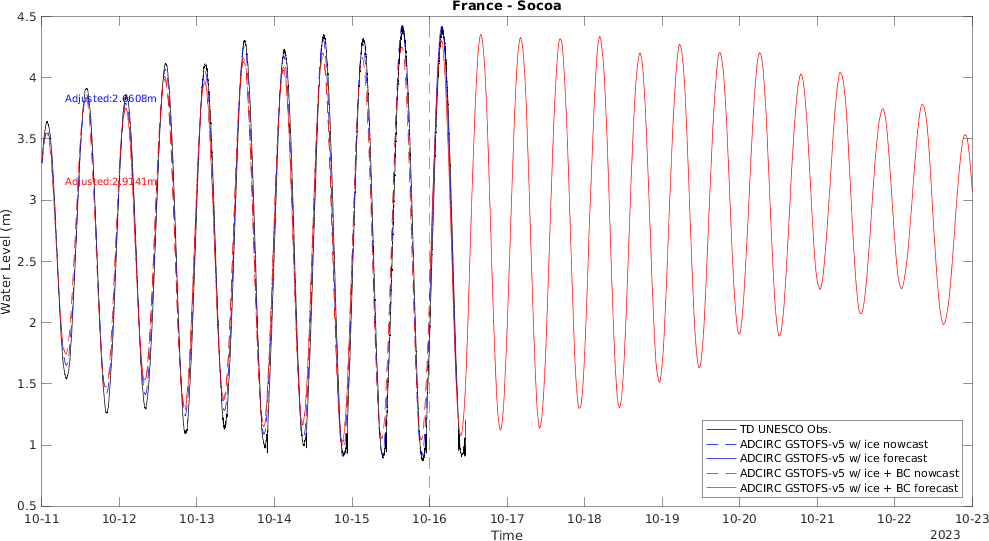 France - Socoa
4.5
4
3.5
3
2.5
2
1.5
1
0.5
Water Level (m)
Adjusted:2.9141m
TD UNESCO Obs.
ADCIRC GSTOFS-v5 w/ ice nowcast
ADCIRC GSTOFS-v5 w/ ice forecast
ADCIRC GSTOFS-v5 w/ ice + BC nowcast
ADCIRC GSTOFS-v5 w/ ice + BC forecast
10-11 10-12 10-13 10-14 10-15 10-16 10-17 10-18 10-19 10-20 10-21 10-22 10-23
Time
2023